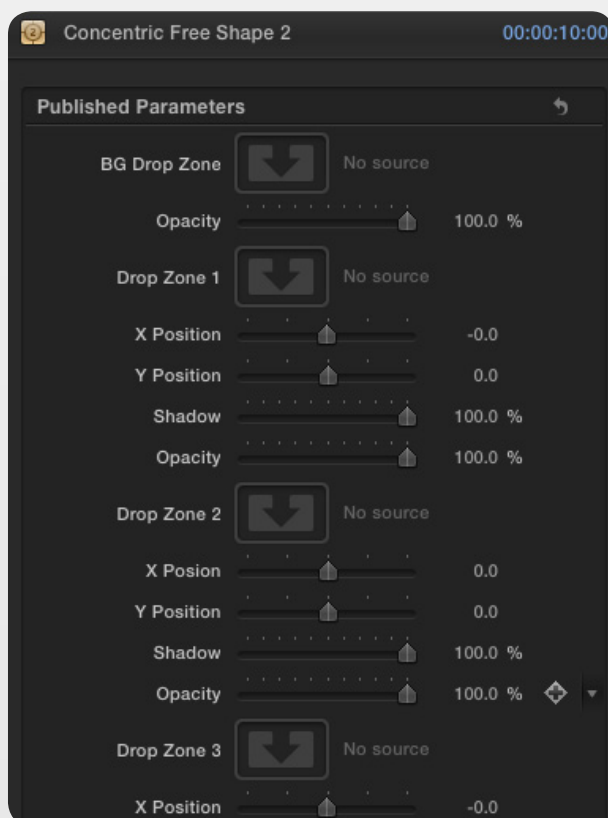 2 Concentric Free Shape 2 00:00:10:00
Published Parameters
BG Drop Zone No source
Opacity 100.0 %
Drop Zone 1 No source
X Position -0.0
Y Position 0.0
Shadow 100.0 %
Opacity 100.0 %
Drop Zone 2 No source
X Posion 0.0
Y Position 0.0
Shadow 100.0 %
Opacity 100.0 %
Drop Zone 3 No source
X Position -0.0